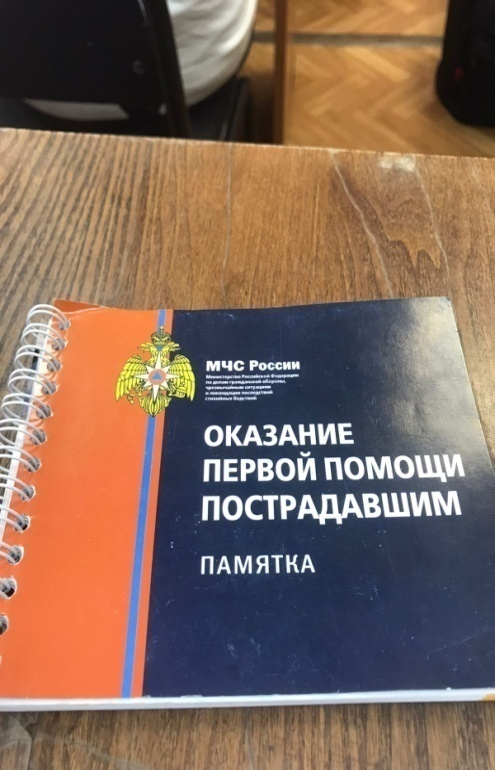 МЧС России
Министерство Российской Федерации
по делам гражданской обороны,
чрезвычайным ситуациям
и ликвидации последствий
стихийных бедствий
ОКАЗАНИЕ
ПЕРВОЙ ПОМОЩИ
ПОСТРАДАВШИМ
ПАМЯТКА